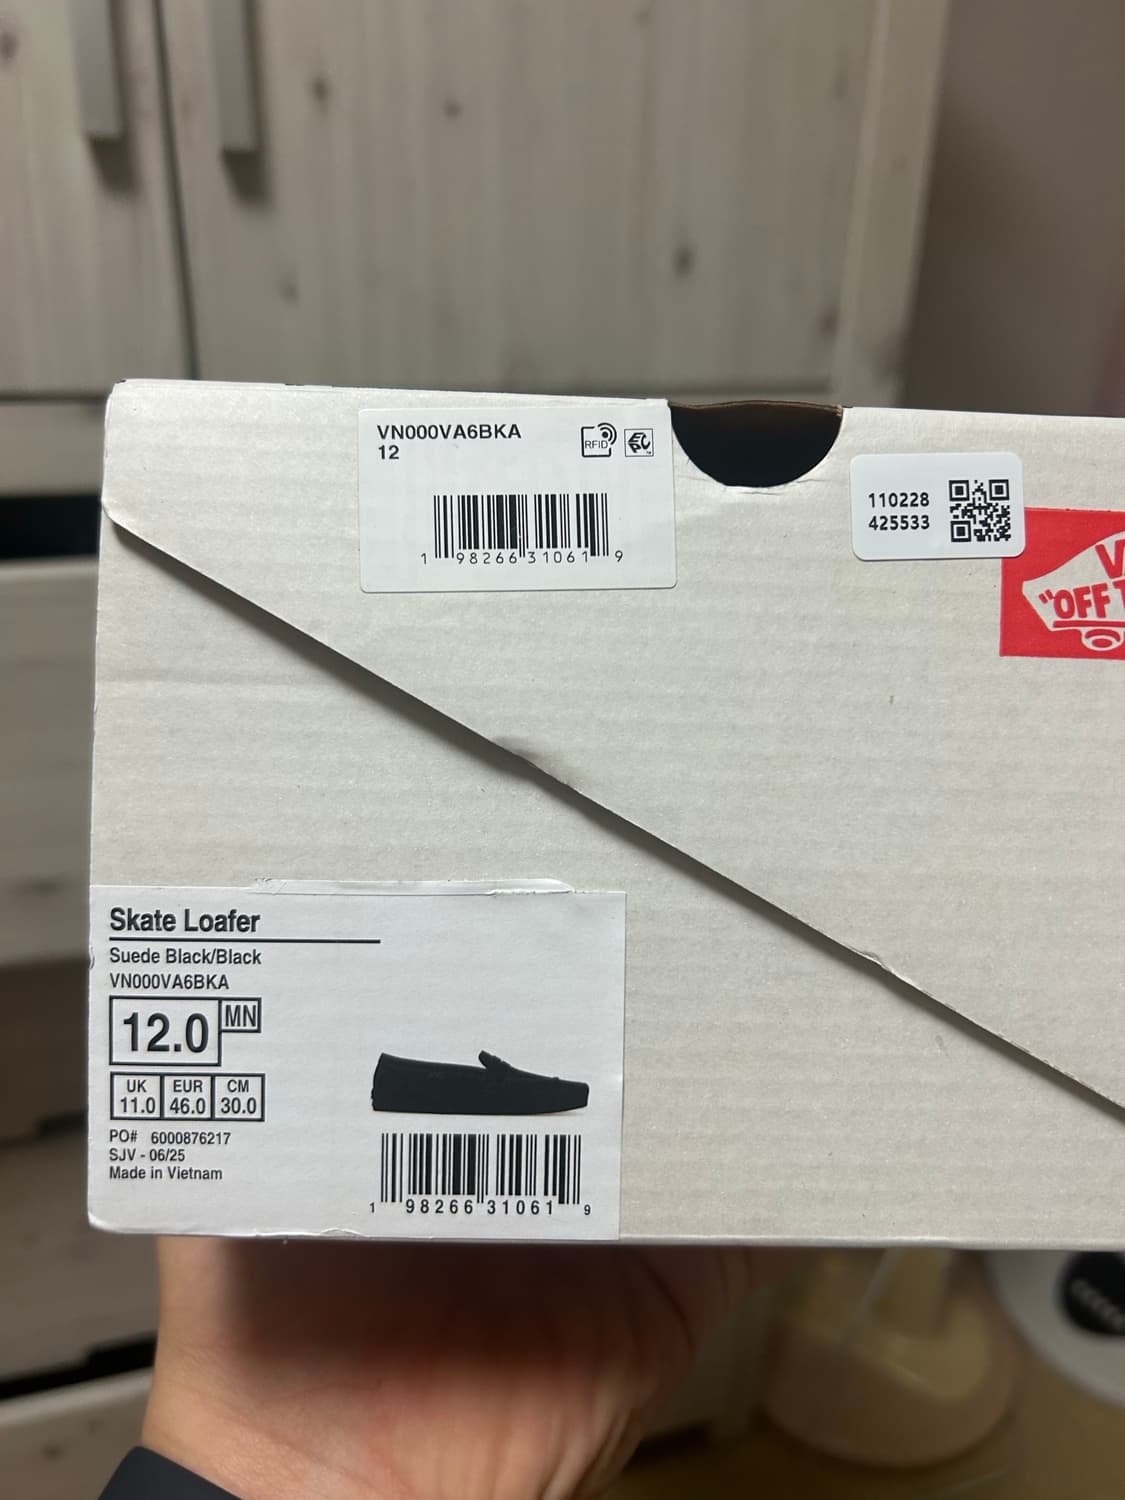 VN000VA6BKA
12
RFID
1 98266 31061 9
110228
425533
"OFF
Skate Loafer
Suede Black/Black
VN000VA6BKA
12.0 MN
UK EUR CM
11.0 46.0 30.0
PO# 6000876217
SJV - 06/25
Made in Vietnam
1 98266 31061 9